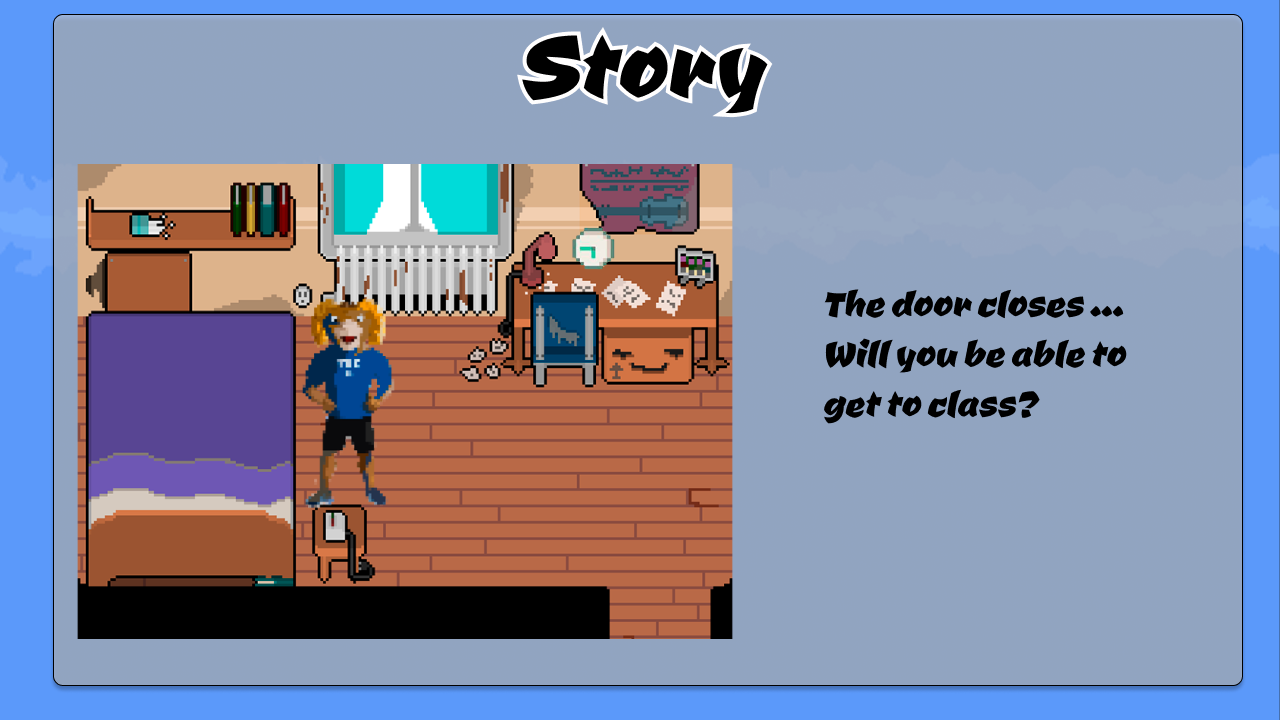 Story
The door closes ...
Will you be able to
get to class?